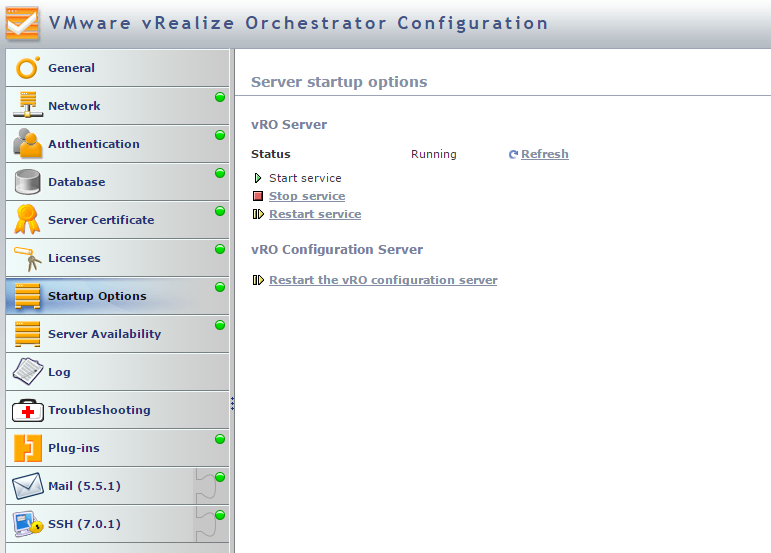 VMware vRealize Orchestrator Configuration
General
Network
Authentication
Database
Server Certificate
Licenses
Startup Options
Server Availability
Log
Troubleshooting
Plug-ins
Mail (5.5.1)
SSH (7.0.1)
Server startup options
vRO Server
Status Running Refresh
Start service
Stop service
Restart service
vRO Configuration Server
Restart the vRO configuration server